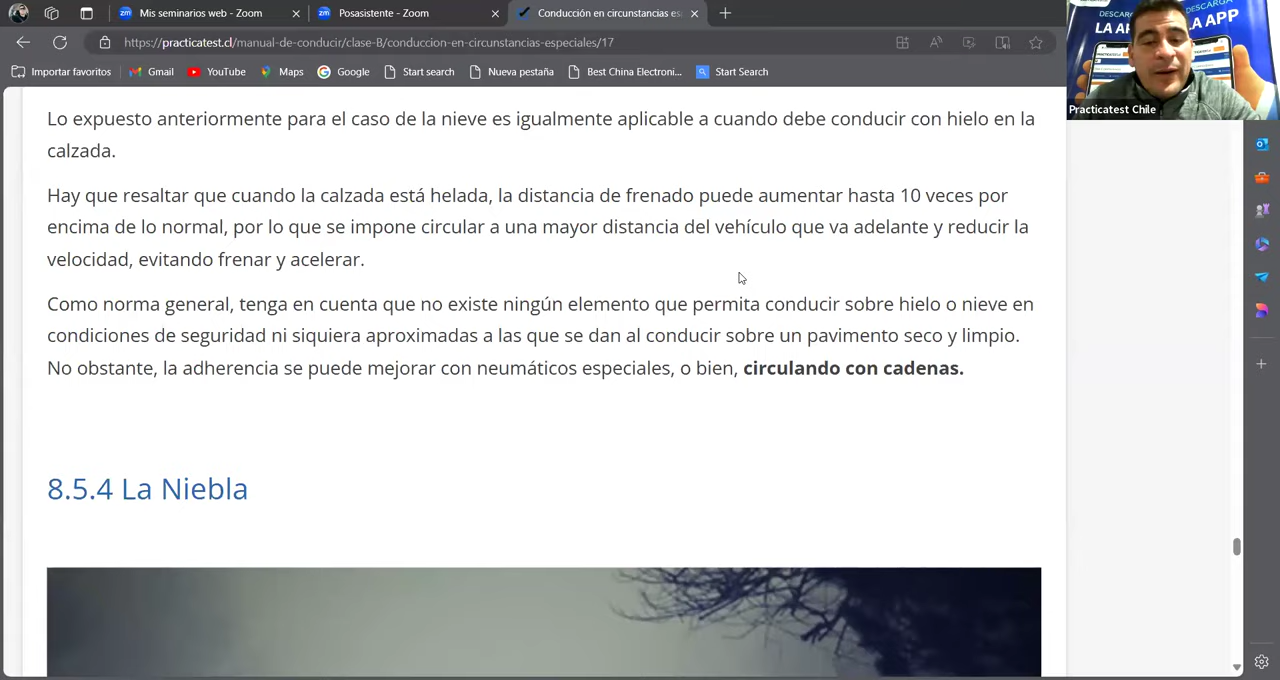 Mis seminarios web - Zoom
Posasistente - Zoom
Conducción en circunstancias es
https://practicatest.cl/manual-de-conducir/clase-B/conduccion-en-circunstancias-especiales/17
Importar favoritos
Gmail
YouTube
Maps
Google
Start search
Nueva pestaña
Best China Electroni...
Start Search
DESCARGA
LA APP
Practicatest Chile
Lo expuesto anteriormente para el caso de la nieve es igualmente aplicable a cuando debe conducir con hielo en la
calzada.
Hay que resaltar que cuando la calzada está helada, la distancia de frenado puede aumentar hasta 10 veces por
encima de lo normal, por lo que se impone circular a una mayor distancia del vehículo que va adelante y reducir la
velocidad, evitando frenar y acelerar.
Como norma general, tenga en cuenta que no existe ningún elemento que permita conducir sobre hielo o nieve en
condiciones de seguridad ni siquiera aproximadas a las que se dan al conducir sobre un pavimento seco y limpio.
No obstante, la adherencia se puede mejorar con neumáticos especiales, o bien, circulando con cadenas.
8.5.4 La Niebla